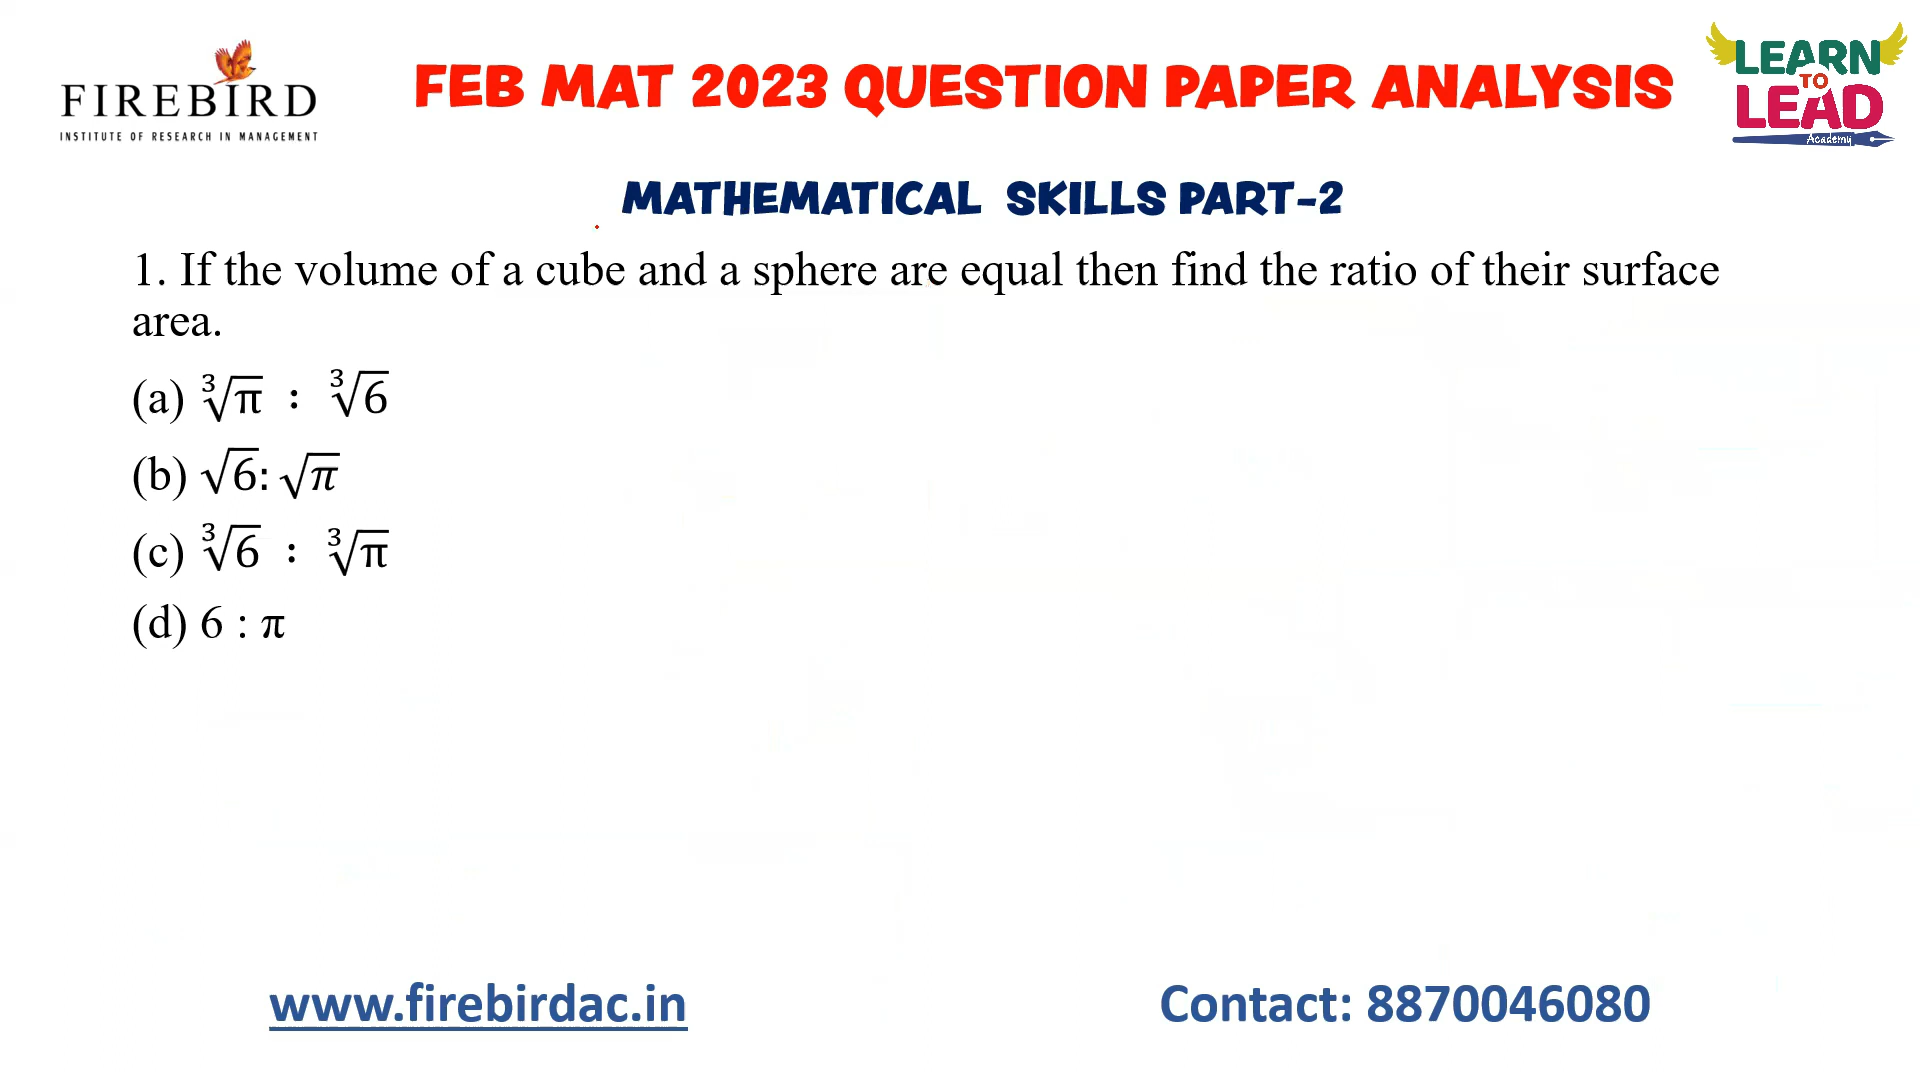 FIREBIRD
INSTITUTE OF RESEARCH IN MANAGEMENT
FEB MAT 2023 QUESTION PAPER ANALYSIS
LEARN
TO
LEAD
Academy
MATHEMATICAL SKILLS PART-2
1. If the volume of a cube and a sphere are equal then find the ratio of their surface
area.
(a) ∛π : ∛6
(b) √6: √π
(c) ∛6 : ∛π
(d) 6 : π
www.firebirdac.in
Contact: 8870046080